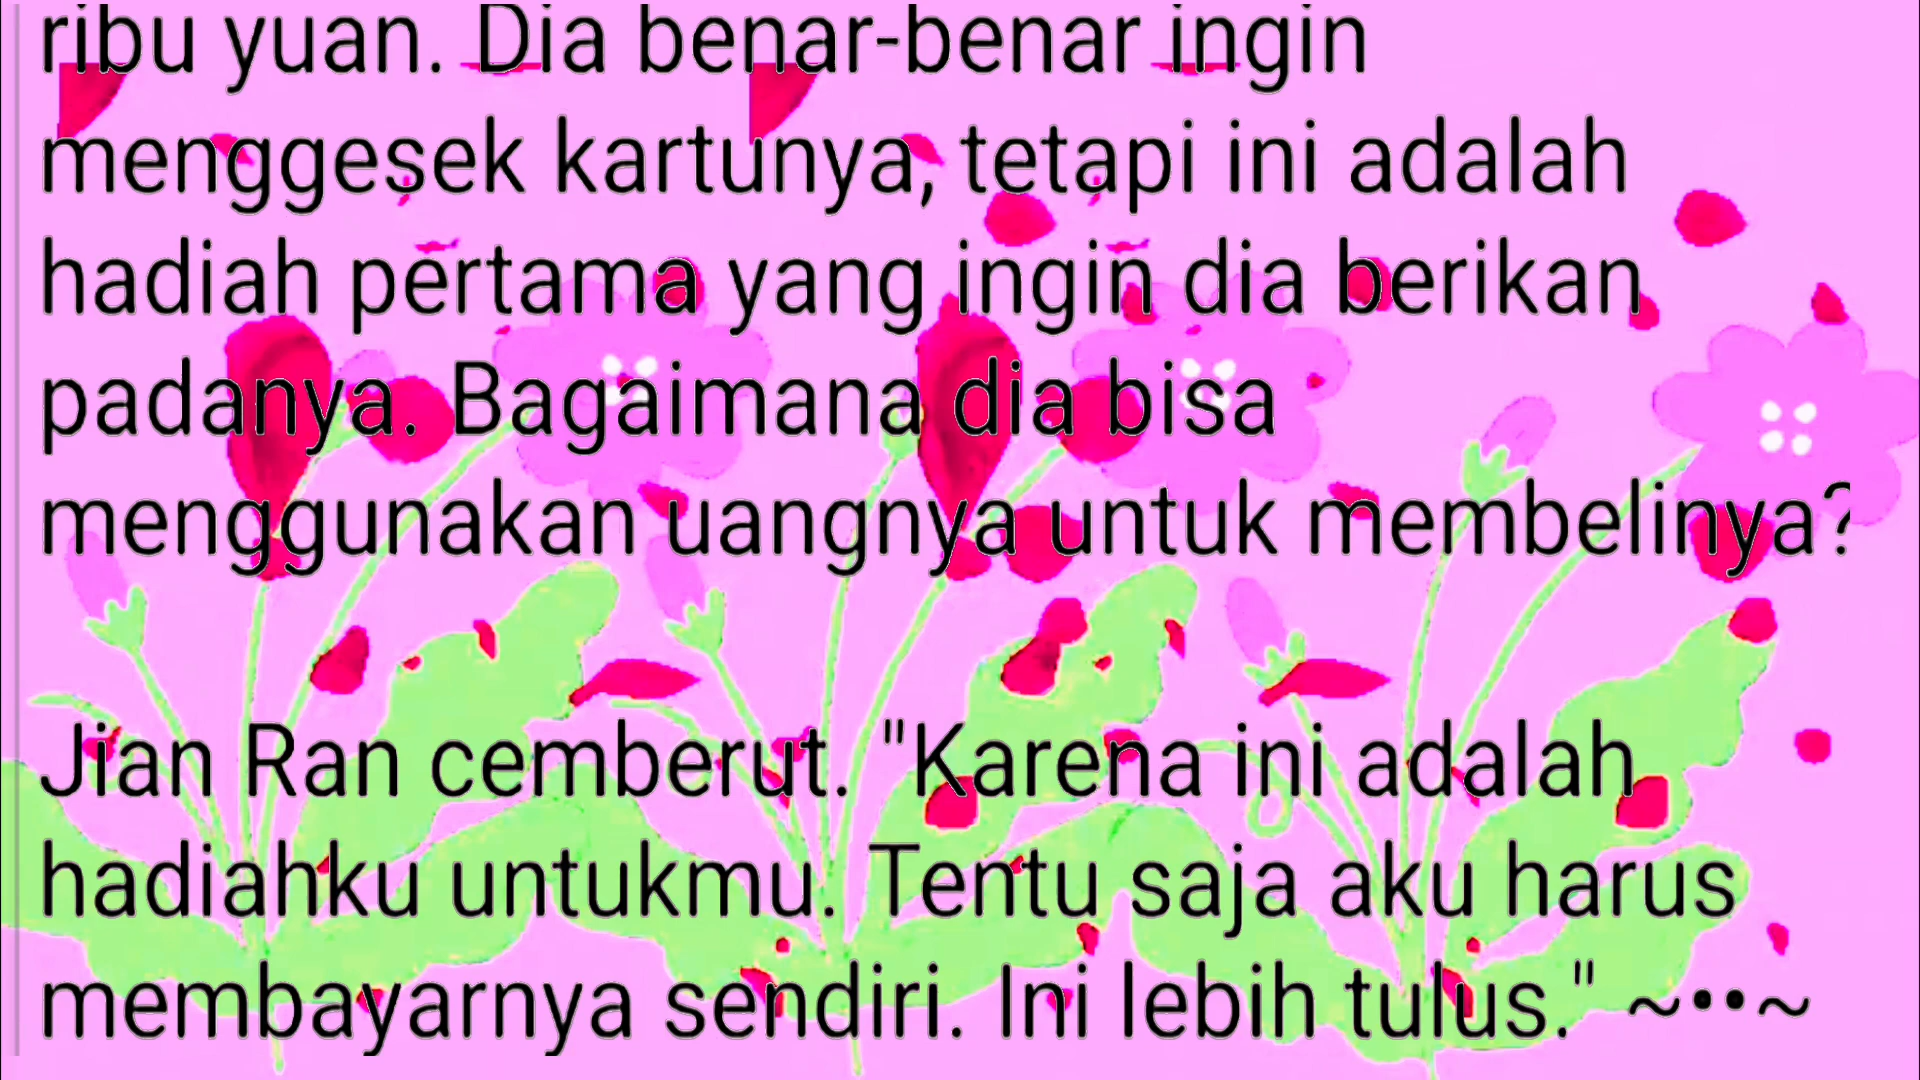 ribu yuan. Dia benar-benar ingin
menggesek kartunya, tetapi ini adalah
hadiah pertama yang ingin dia berikan
padanya. Bagaimana dia bisa
menggunakan uangnya untuk membelinya?
Jian Ran cemberut. "Karena ini adalah
hadiahku untukmu. Tentu saja aku harus
membayarnya sendiri. Ini lebih tulus." ~••~